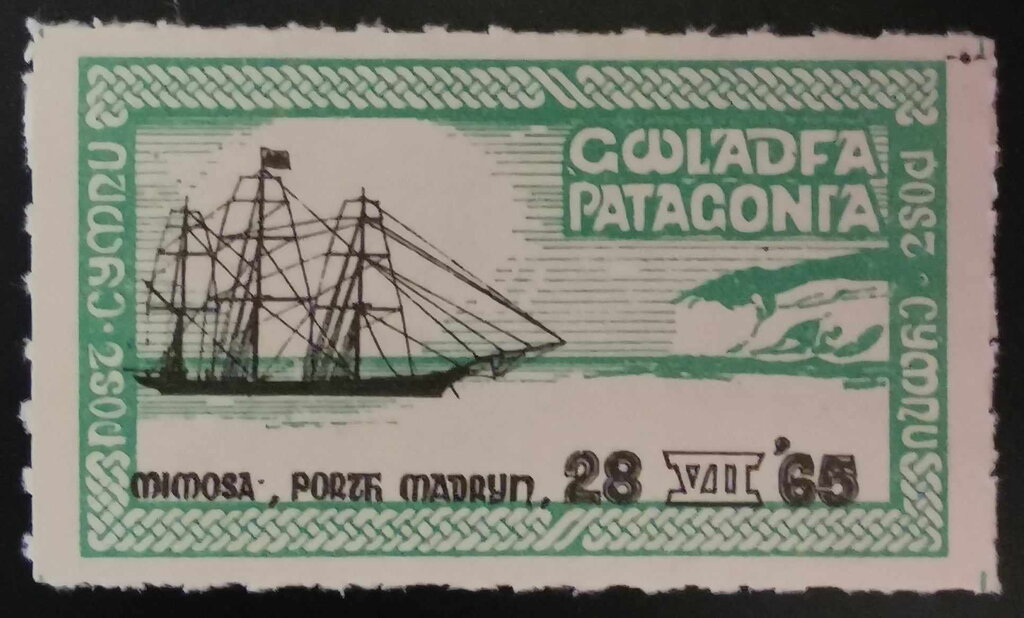 GWLADFA
PATAGONIA
POST · CYMRU
POST · CYMRU
MIMOSA·, PORTH MADRYN, 28 VII '65